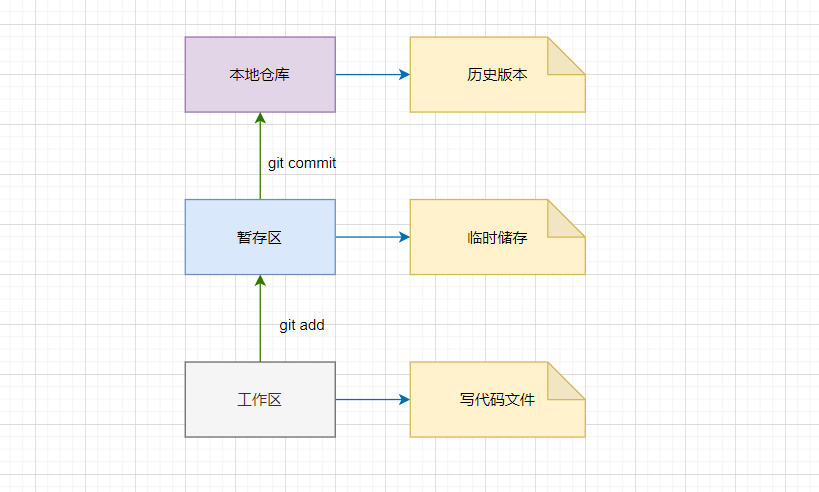 本地仓库
历史版本
git commit
暂存区
临时储存
git add
工作区
写代码文件